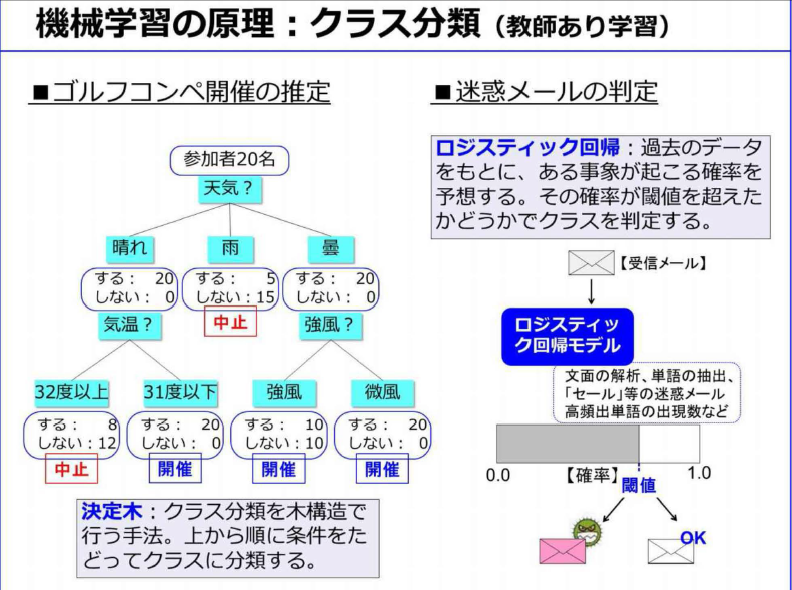 機械学習の原理：クラス分類（教師あり学習）
■ゴルフコンペ開催の推定
参加者20名
天気？
晴れ
雨
曇
する： 20
しない： 0
する： 5
しない：15
する： 20
しない： 0
気温？
中止
強風？
32度以上
31度以下
強風
微風
する： 8
しない：12
する： 20
しない： 0
する： 10
しない：10
する： 20
しない： 0
中止
開催
開催
開催
決定木：クラス分類を木構造で
行う手法。上から順に条件をた
どってクラスに分類する。
■迷惑メールの判定
ロジスティック回帰：過去のデータ
をもとに、ある事象が起こる確率を
予想する。その確率が閾値を超えた
かどうかでクラスを判定する。
【受信メール】
ロジスティッ
ク回帰モデル
文面の解析、単語の抽出、
「セール」等の迷惑メール
高頻出単語の出現数など
0.0
【確率】
1.0
閾値
OK